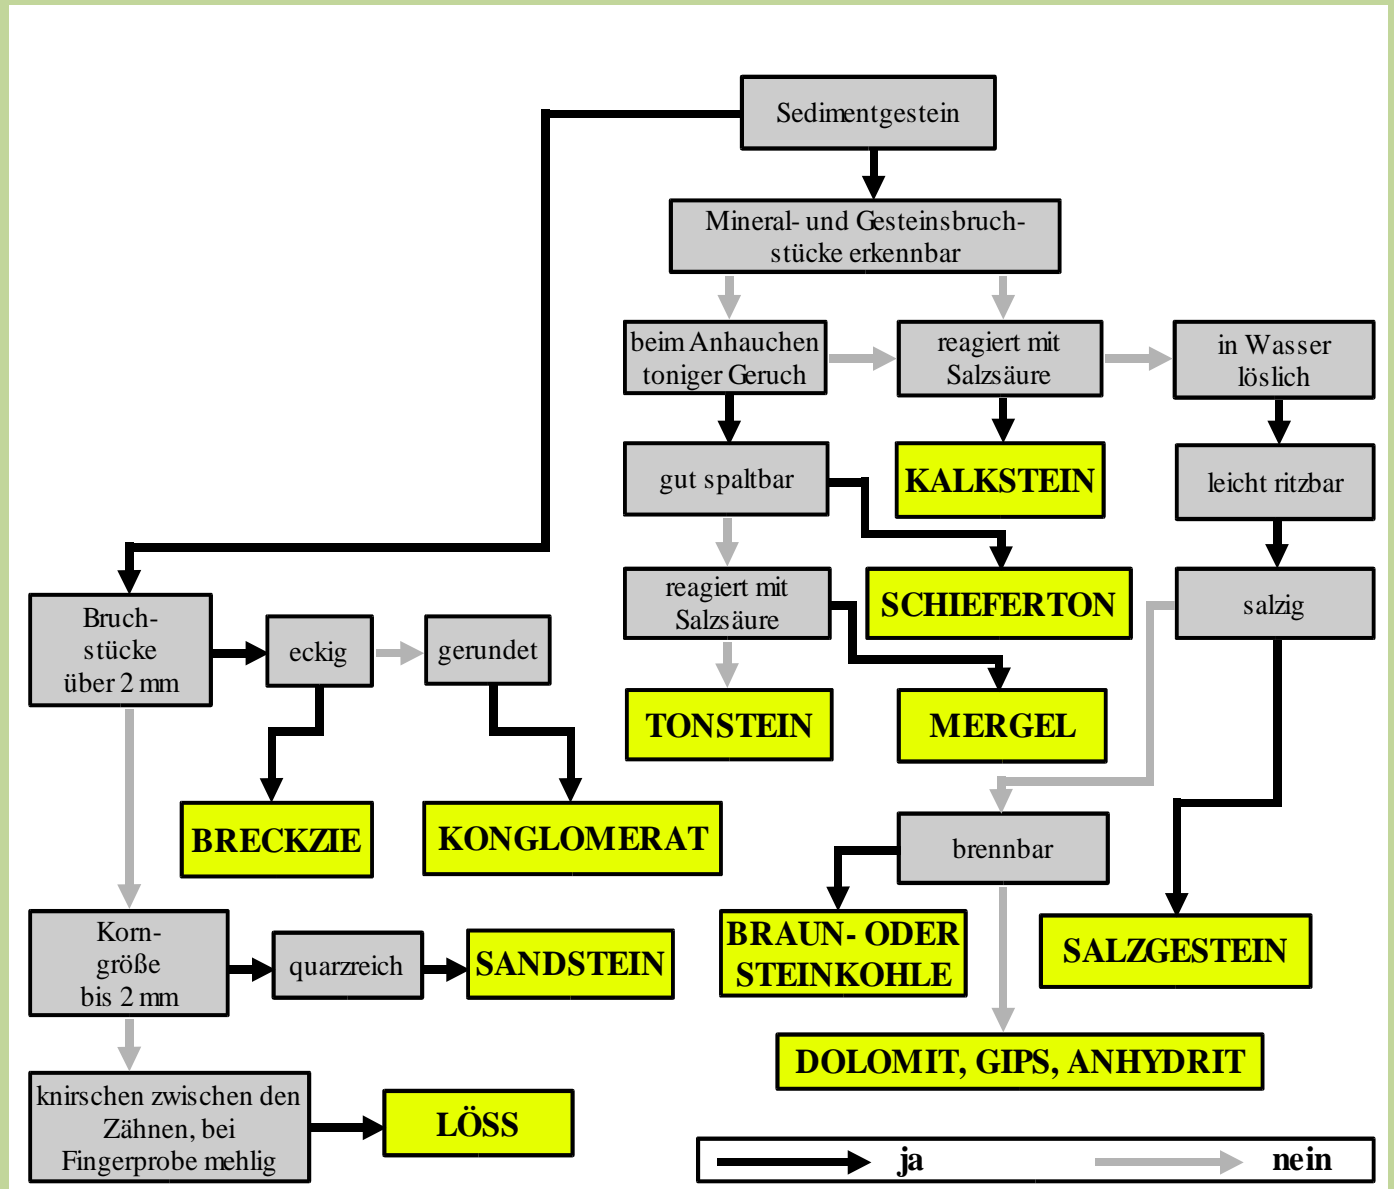 Sedimentgestein
Mineral- und Gesteinsbruch-
stücke erkennbar
beim Anhauchen
toniger Geruch
reagiert mit
Salzsäure
in Wasser
löslich
gut spaltbar
KALKSTEIN
leicht ritzbar
reagiert mit
Salzsäure
SCHIEFERTON
salzig
Bruch-
stücke
über 2 mm
eckig
gerundet
TONSTEIN
MERGEL
BRECKZIE
KONGLOMERAT
brennbar
Korn-
größe
bis 2 mm
quarzreich
SANDSTEIN
BRAUN- ODER
STEINKOHLE
SALZGESTEIN
DOLOMIT, GIPS, ANHYDRIT
knirschen zwischen den
Zähnen, bei
Fingerprobe mehlig
LÖSS
ja
nein